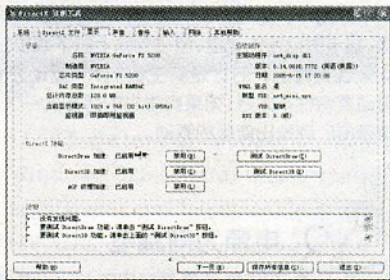 DirectX 诊断工具
系统 DirectX 文件 显示 声音 音乐 输入 网络 其他帮助
设备
名称: NVIDIA GeForce FX 5200
制造商: NVIDIA
芯片类型: GeForce FX 5200
DAC 类型: Integrated RAMDAC
估计内存总数: 128.0 MB
当前显示模式: 1024 x 768 (32 bit) (85Hz)
监视器: 即插即用监视器
主驱动程序: nv4_disp.dll
版本: 6.14.0010.7772 (英语(美国))
日期: 2005-6-15 17:20:00
WHQL 签名: 是
微型 VDD: nv4_mini.sys
VDD: 暂缺
DDI 版本: 9 (或)
DirectX 功能
DirectDraw 加速: 已启用 禁用(D) 测试 DirectDraw(T)
Direct3D 加速: 已启用 禁用(I) 测试 Direct3D(E)
AGP 纹理加速: 已启用 禁用(B)
注释
没有发现问题。
要测试 DirectDraw 功能，请单击“测试 DirectDraw”按钮。
要测试 Direct3D 功能，请单击上面的“测试 Direct3D”按钮。
帮助(H) 下一页(N) 保存所有信息(S) 退出(X)